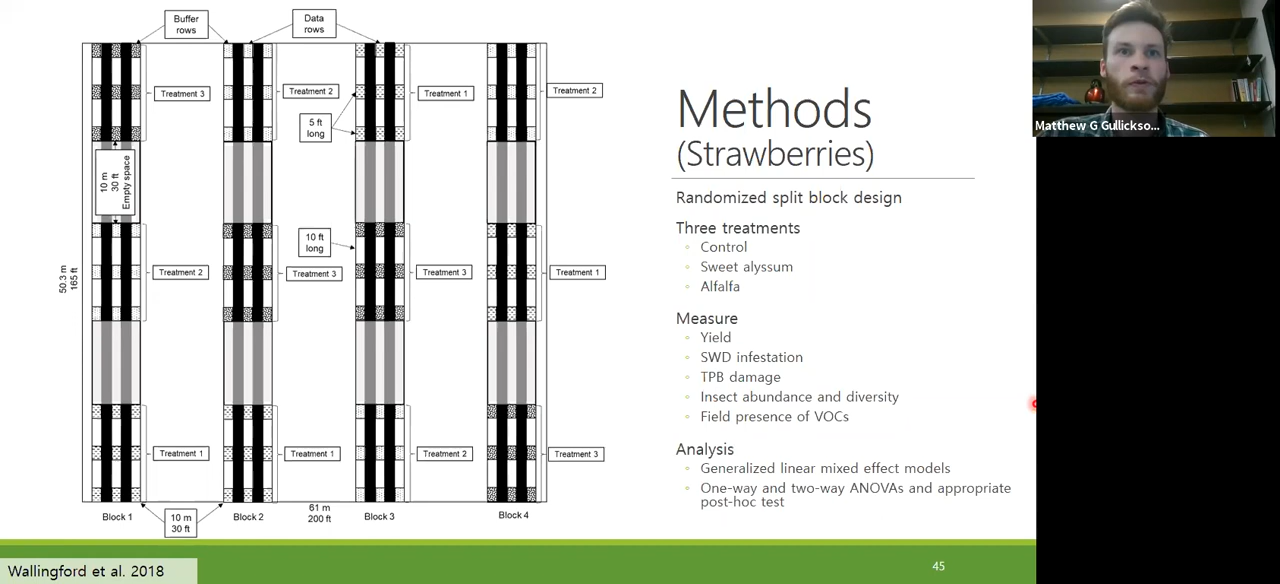 Buffer
rows
Data
rows
Treatment 3
Treatment 2
Treatment 1
Treatment 2
5 ft
long
10 m
30 ft
Empty space
10 ft
long
Treatment 2
Treatment 3
Treatment 3
Treatment 1
50.3 m
165 ft
Treatment 1
Treatment 1
Treatment 2
Treatment 3
Block 1
10 m
30 ft
Block 2
61 m
200 ft
Block 3
Block 4
Methods
(Strawberries)
Randomized split block design
Three treatments
◦ Control
◦ Sweet alyssum
◦ Alfalfa
Measure
◦ Yield
◦ SWD infestation
◦ TPB damage
◦ Insect abundance and diversity
◦ Field presence of VOCs
Analysis
◦ Generalized linear mixed effect models
◦ One-way and two-way ANOVAs and appropriate
post-hoc test
Wallingford et al. 2018
45
Matthew G Gullickso...